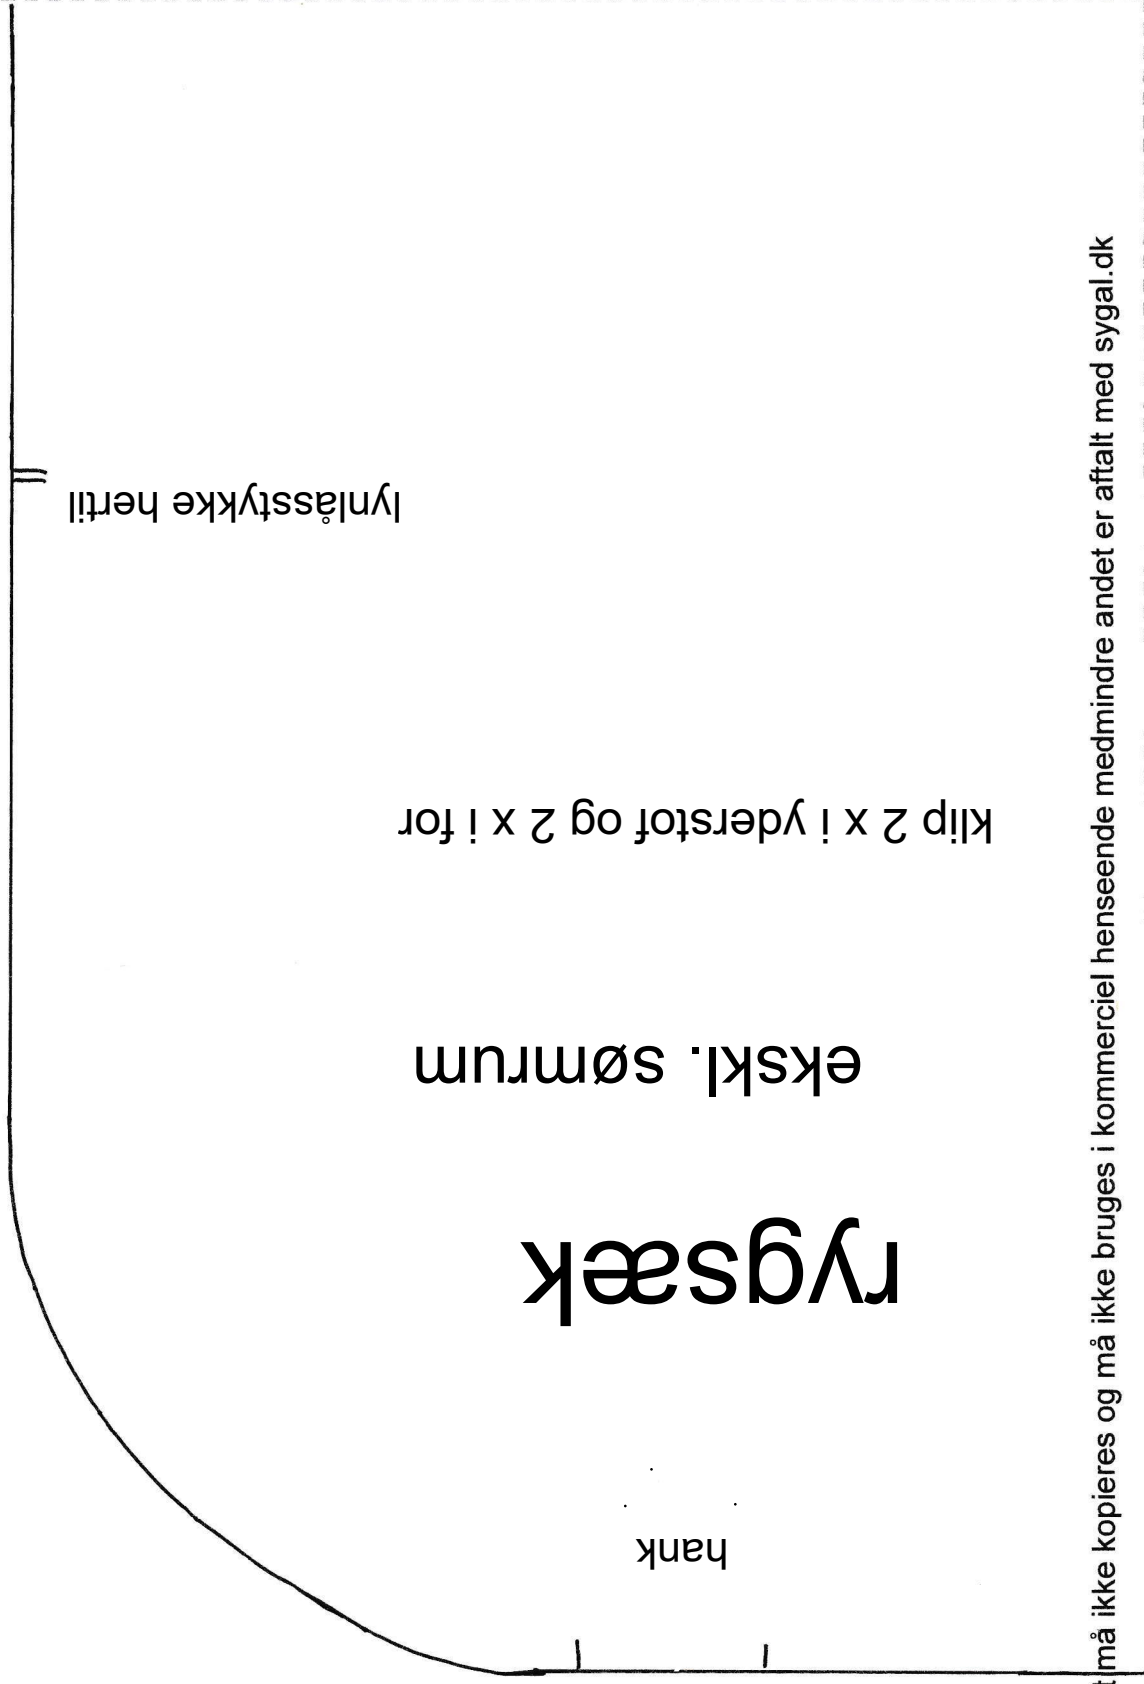 hank
rygsæk
ekskl. sømrum
klip 2 x i yderstof og 2 x i for
lynlåsstykke hertil
må ikke kopieres og må ikke bruges i kommerciel henseende medmindre andet er aftalt med sygal.dk